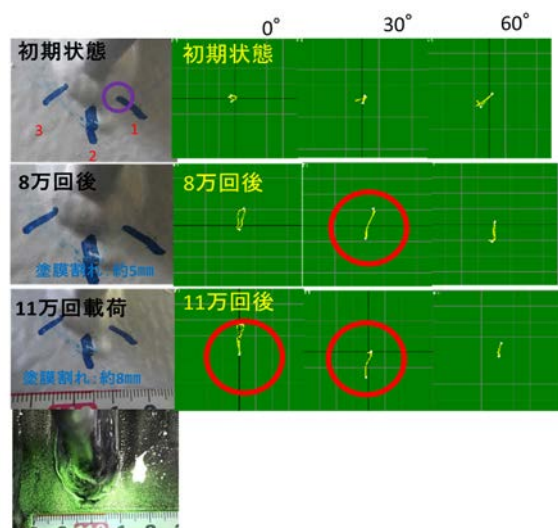 0° 30° 60°
初期状態 初期状態
3 2 1
8万回後 8万回後
塗膜割れ:約5mm
11万回載荷 11万回後
塗膜割れ:約8mm